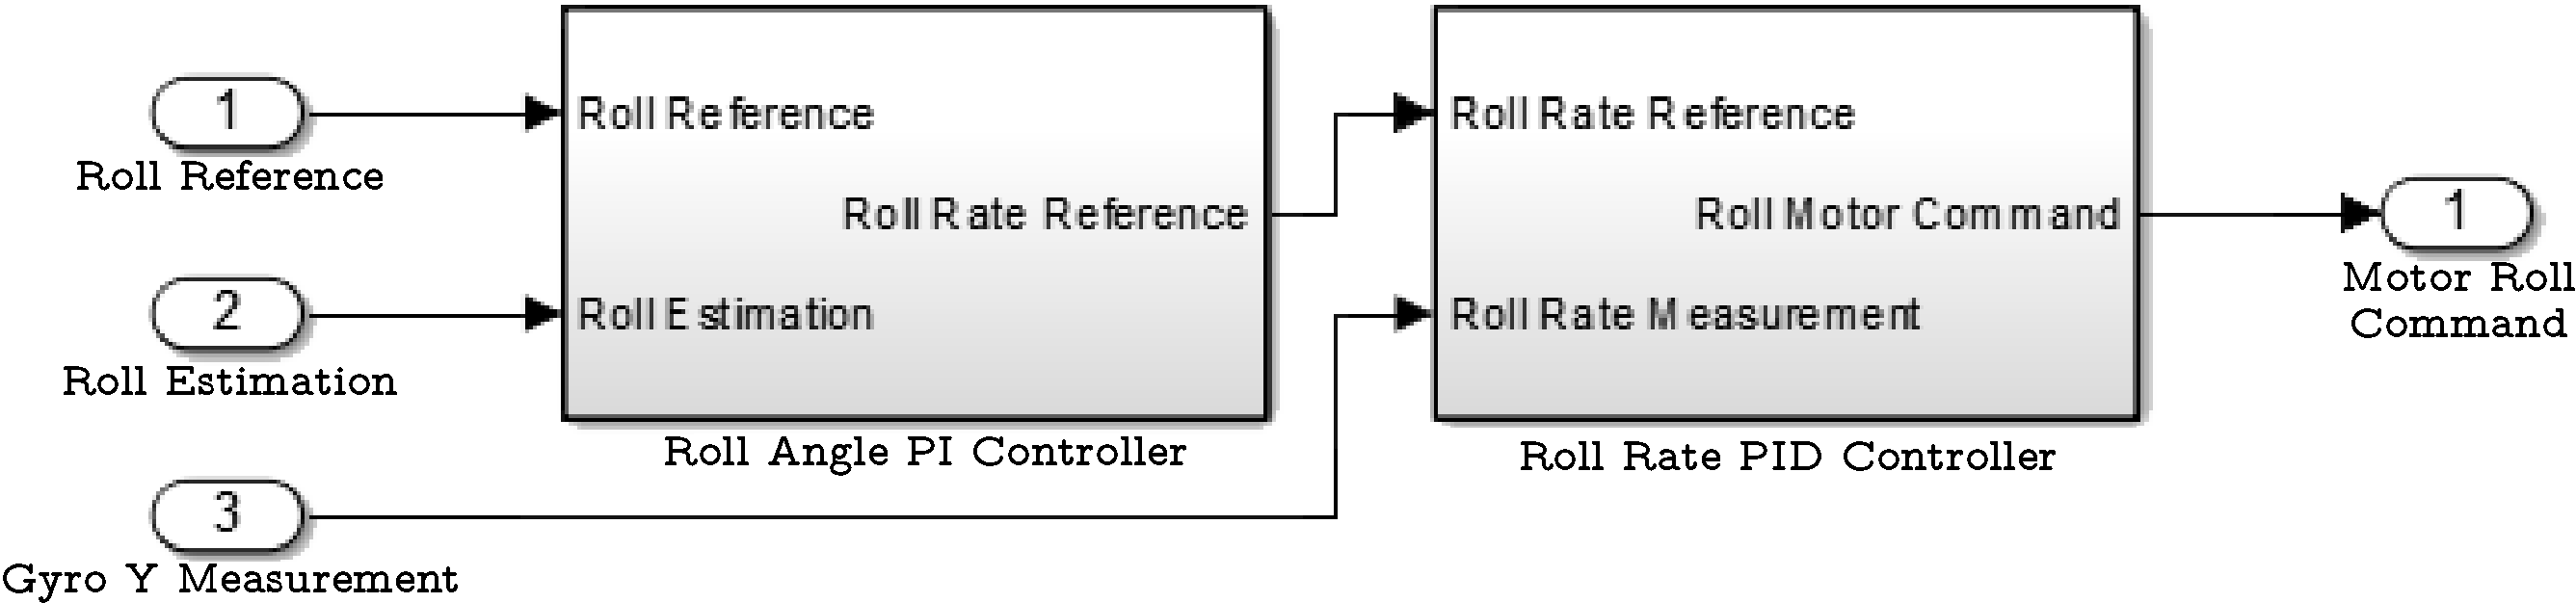 1
Roll Reference
2
Roll Estimation
3
Gyro Y Measurement
Roll Reference
Roll Rate Reference
Roll Estimation
Roll Angle PI Controller
Roll Rate Reference
Roll Motor Command
Roll Rate Measurement
Roll Rate PID Controller
1
Motor Roll
Command